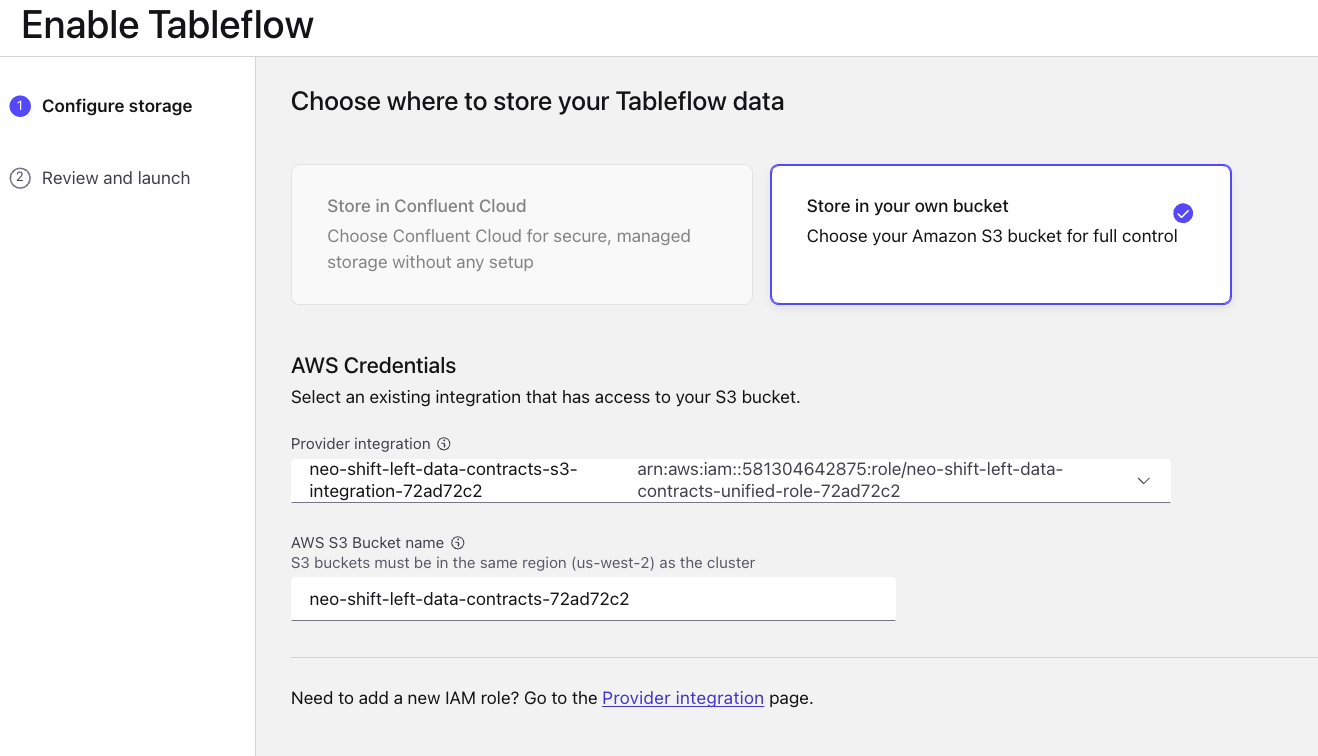 Enable Tableflow
1 Configure storage
2 Review and launch
Choose where to store your Tableflow data
Store in Confluent Cloud
Choose Confluent Cloud for secure, managed
storage without any setup
Store in your own bucket
Choose your Amazon S3 bucket for full control
AWS Credentials
Select an existing integration that has access to your S3 bucket.
Provider integration
neo-shift-left-data-contracts-s3-
integration-72ad72c2
arn:aws:iam::581304642875:role/neo-shift-left-data-
contracts-unified-role-72ad72c2
AWS S3 Bucket name
S3 buckets must be in the same region (us-west-2) as the cluster
neo-shift-left-data-contracts-72ad72c2
Need to add a new IAM role? Go to the Provider integration page.